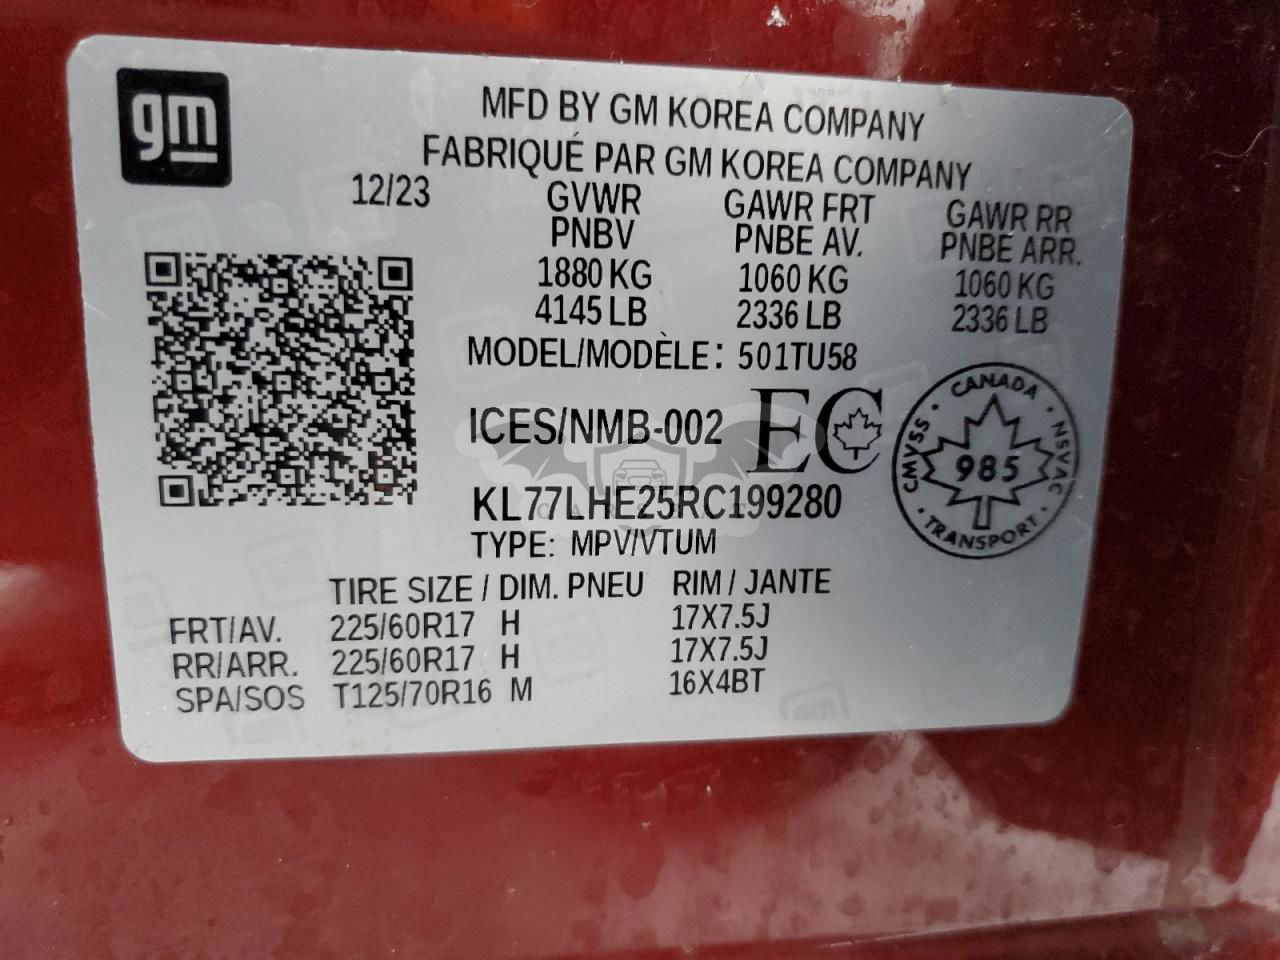 gm
MFD BY GM KOREA COMPANY
FABRIQUÉ PAR GM KOREA COMPANY
12/23 GVWR GAWR FRT GAWR RR
PNBV PNBE AV. PNBE ARR.
1880 KG 1060 KG 1060 KG
4145 LB 2336 LB 2336 LB
MODEL/MODÈLE: 501TU58
ICES/NMB-002 EC
CANADA
CMVSS 985 NSVAC
TRANSPORT
KL77LHE25RC199280
TYPE: MPV/VTUM
TIRE SIZE / DIM. PNEU RIM / JANTE
FRT/AV. 225/60R17 H 17X7.5J
RR/ARR. 225/60R17 H 17X7.5J
SPA/SOS T125/70R16 M 16X4BT